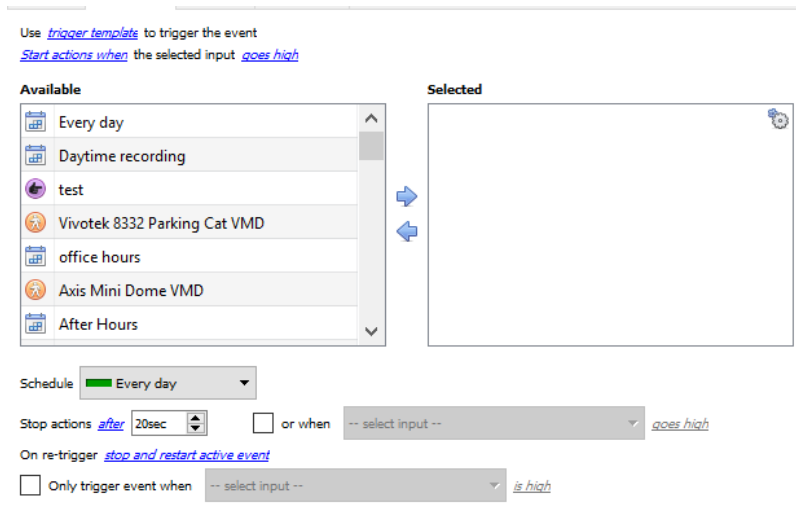 Use trigger template to trigger the event
Start actions when the selected input goes high
Available
Selected
Every day
Daytime recording
test
Vivotek 8332 Parking Cat VMD
office hours
Axis Mini Dome VMD
After Hours
Schedule Every day
Stop actions after 20sec or when -- select input -- goes high
On re-trigger stop and restart active event
Only trigger event when -- select input -- is high